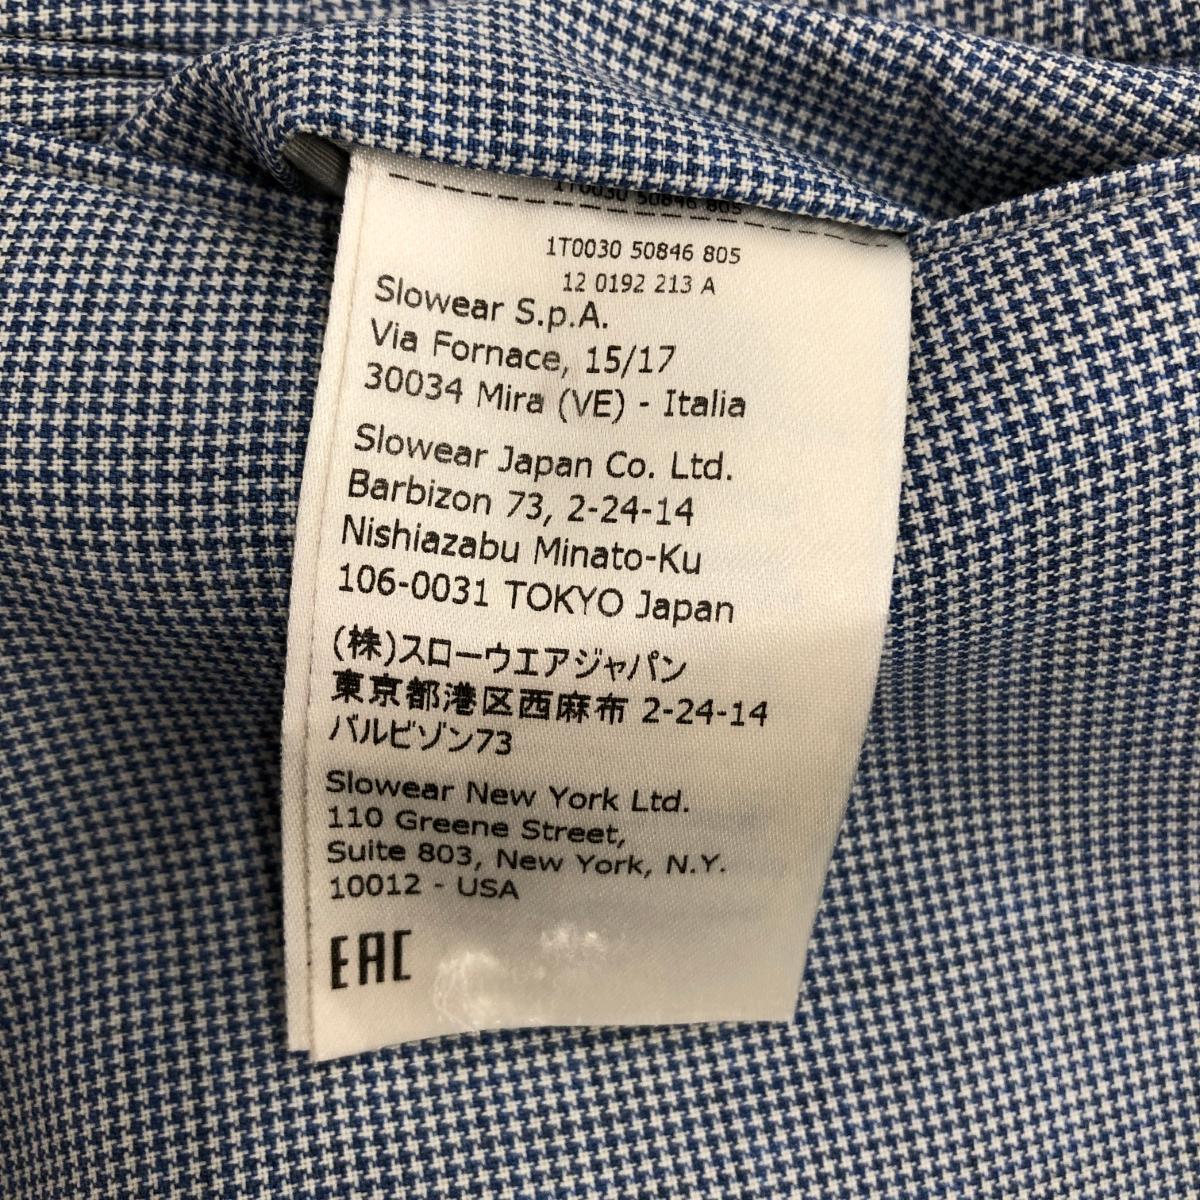 1T0030 50846 805
1T0030 50846 805
12 0192 213 A
Slowear S.p.A.
Via Fornace, 15/17
30034 Mira (VE) - Italia
Slowear Japan Co. Ltd.
Barbizon 73, 2-24-14
Nishiazabu Minato-Ku
106-0031 TOKYO Japan
(株)スローウエアジャパン
東京都港区西麻布 2-24-14
バルビゾン73
Slowear New York Ltd.
110 Greene Street,
Suite 803, New York, N.Y.
10012 - USA
EAC